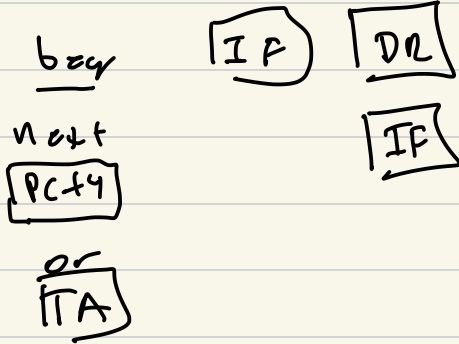 beq IF DR
next IF
PC+4
or
TA